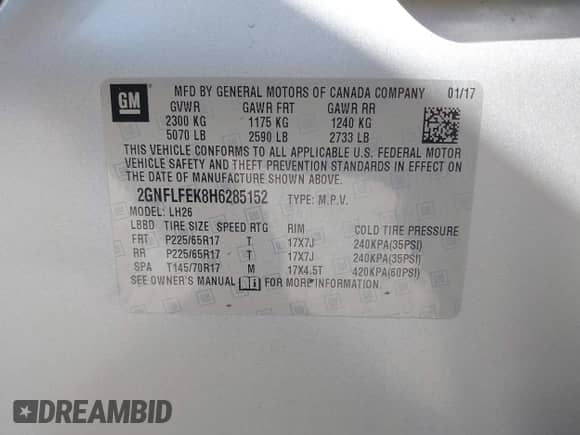 GM
MFD BY GENERAL MOTORS OF CANADA COMPANY 01/17
GVWR GAWR FRT GAWR RR
2300 KG 1175 KG 1240 KG
5070 LB 2590 LB 2733 LB
THIS VEHICLE CONFORMS TO ALL APPLICABLE U.S. FEDERAL MOTOR
VEHICLE SAFETY AND THEFT PREVENTION STANDARDS IN EFFECT ON
THE DATE OF MANUFACTURE SHOWN ABOVE.
2GNFLFEK8H6285152 TYPE: M.P.V.
MODEL: LH26
LBBD TIRE SIZE SPEED RTG RIM COLD TIRE PRESSURE
FRT P225/65R17 T 17X7J 240KPA(35PSI)
RR P225/65R17 T 17X7J 240KPA(35PSI)
SPA T145/70R17 M 17X4.5T 420KPA(60PSI)
SEE OWNER'S MANUAL FOR MORE INFORMATION.
DREAMBID